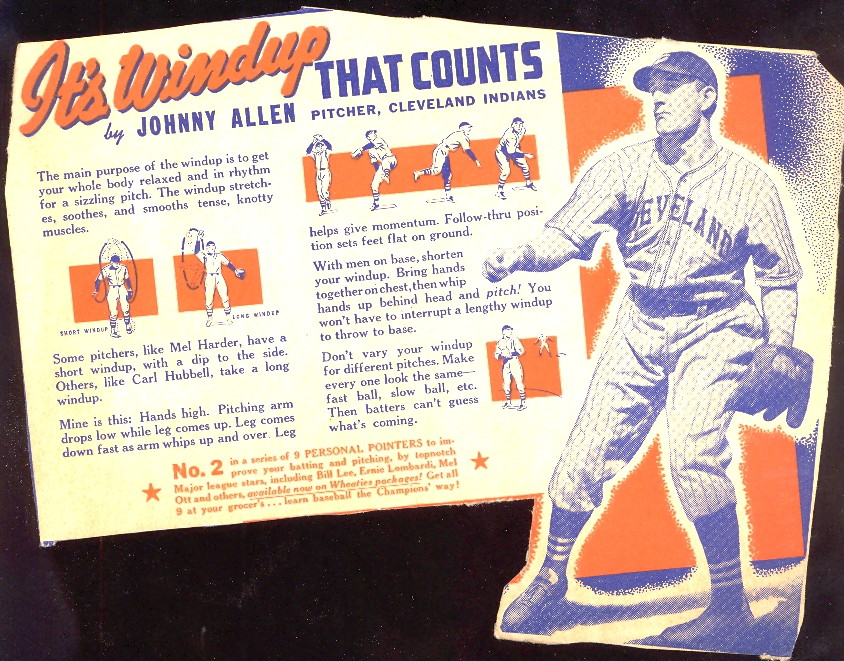 It's Windup THAT COUNTS
by JOHNNY ALLEN PITCHER, CLEVELAND INDIANS
The main purpose of the windup is to get
your whole body relaxed and in rhythm
for a sizzling pitch. The windup stretch-
es, soothes, and smooths tense, knotty
muscles.
SHORT WINDUP
LONG WINDUP
Some pitchers, like Mel Harder, have a
short windup, with a dip to the side.
Others, like Carl Hubbell, take a long
windup.
Mine is this: Hands high. Pitching arm
drops low while leg comes up. Leg comes
down fast as arm whips up and over. Leg
helps give momentum. Follow-thru posi-
tion sets feet flat on ground.
With men on base, shorten
your windup. Bring hands
together on chest, then whip
hands up behind head and pitch! You
won't have to interrupt a lengthy windup
to throw to base.
Don't vary your windup
for different pitches. Make
every one look the same—
fast ball, slow ball, etc.
Then batters can't guess
what's coming.
No. 2 in a series of 9 PERSONAL POINTERS to im-
prove your batting and pitching, by topnotch
Major league stars, including Bill Lee, Ernie Lombardi, Mel
Ott and others, available now on Wheaties packages! Get all
9 at your grocer's . . . learn baseball the Champions' way!
CLEVELAND